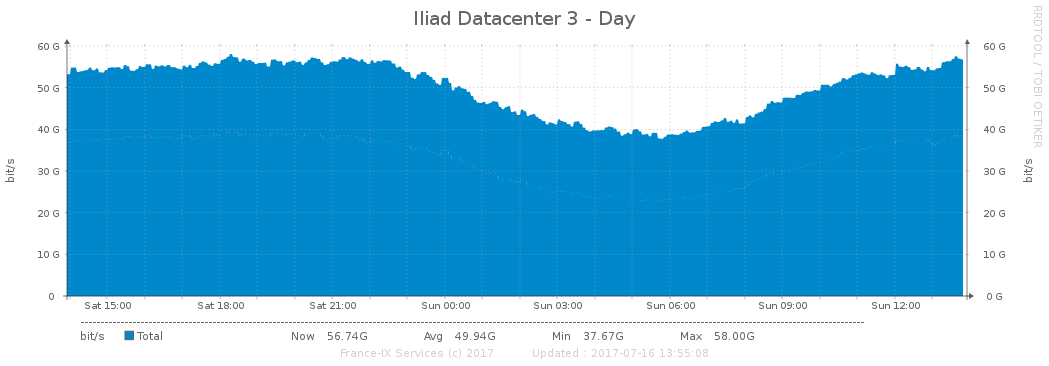 Iliad Datacenter 3 - Day
RRDTOOL / TOBI OETIKER
60 G 60 G
50 G 50 G
40 G 40 G
30 G 30 G
20 G 20 G
10 G 10 G
0 0 G
bit/s bit/s
Sat 15:00 Sat 18:00 Sat 21:00 Sun 00:00 Sun 03:00 Sun 06:00 Sun 09:00 Sun 12:00
bit/s Total Now 56.74G Avg 49.94G Min 37.67G Max 58.00G
France-IX Services (c) 2017 Updated : 2017-07-16 13:55:08